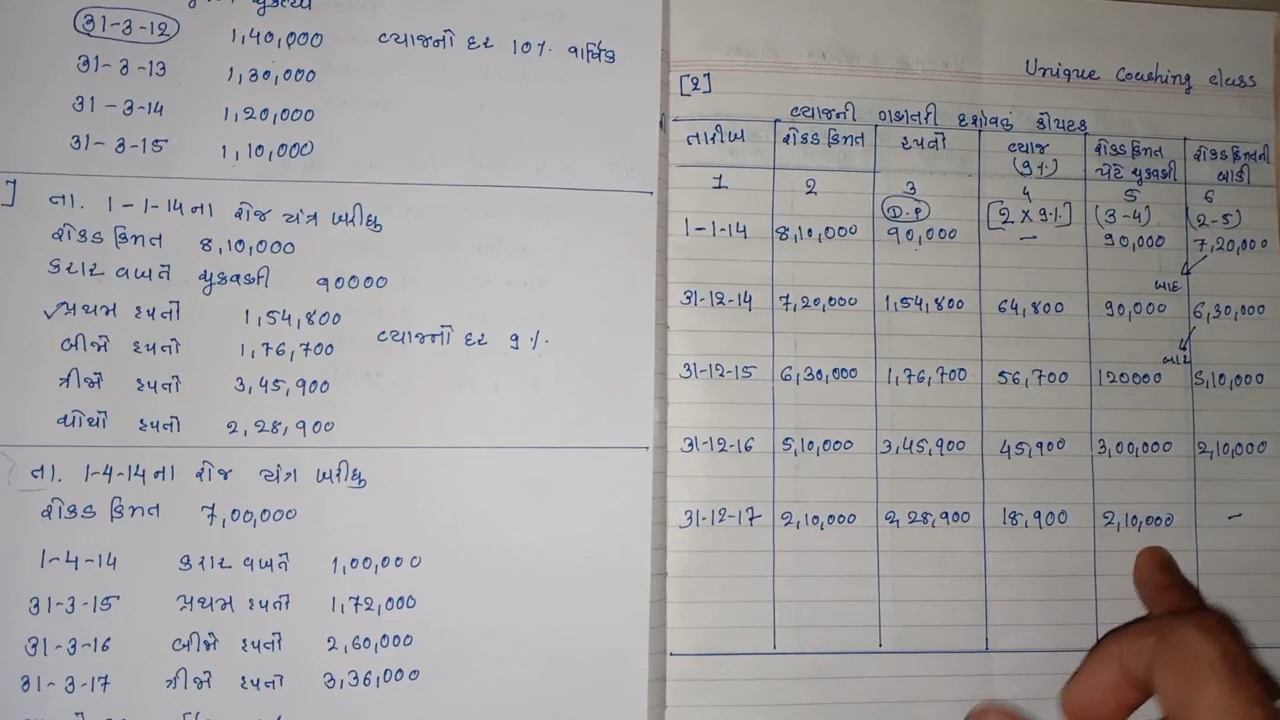 31-3-12 1,40,000 વ્યાજનો દર 10% વાર્ષિક
31-3-13 1,30,000
31-3-14 1,20,000
31-3-15 1,10,000
તા. 1-1-14ના રોજ યંત્ર ખરીદ્યુ
રોકડ કિંમત 8,10,000
કરાર વખતે ચુકવણી 90000
✓પ્રથમ હપતો 1,54,800
બીજો હપતો 1,76,700 વ્યાજનો દર 9%.
ત્રીજો હપતો 3,45,900
ચોથો હપતો 2,28,900
તા. 1-4-14ના રોજ યંત્ર ખરીદ્યુ
રોકડ કિંમત 7,00,000
1-4-14 કરાર વખતે 1,00,000
31-3-15 પ્રથમ હપતો 1,72,000
31-3-16 બીજો હપતો 2,60,000
31-3-17 ત્રીજો હપતો 3,36,000
Unique Coaching class
[2]
વ્યાજની ગણતરી દર્શાવતું કોષ્ટક
તારીખ રોકડ કિંમત હપતો વ્યાજ (9%) રોકડ કિંમત પેટે ચુકવણી રોકડ કિંમતની બાકી
1 2 3 4 5 6
D.P [2 x 9%] (3-4) (2-5)
1-1-14 8,10,000 90,000 — 90,000 7,20,000
બાદ
31-12-14 7,20,000 1,54,800 64,800 90,000 6,30,000
બાદ
31-12-15 6,30,000 1,76,700 56,700 120000 5,10,000
31-12-16 5,10,000 3,45,900 45,900 3,00,000 2,10,000
31-12-17 2,10,000 2,28,900 18,900 2,10,000 —